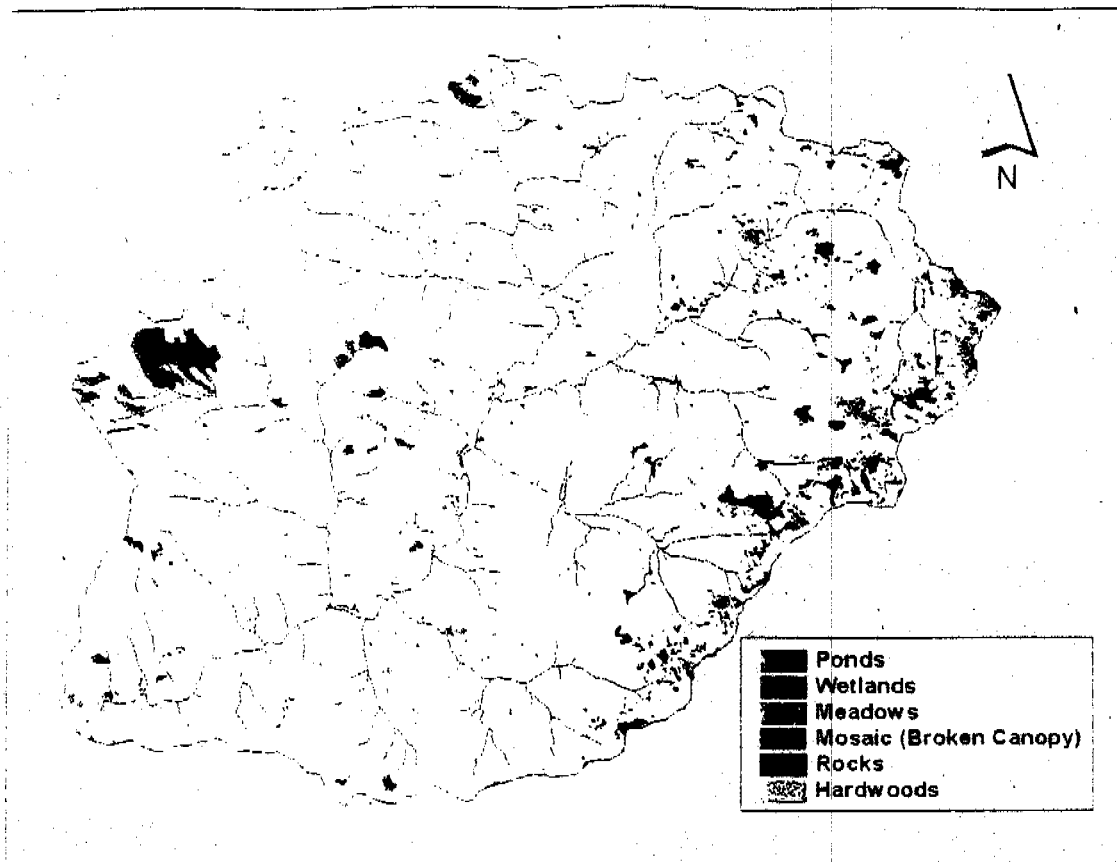 N
Ponds
Wetlands
Meadows
Mosaic (Broken Canopy)
Rocks
Hardwoods